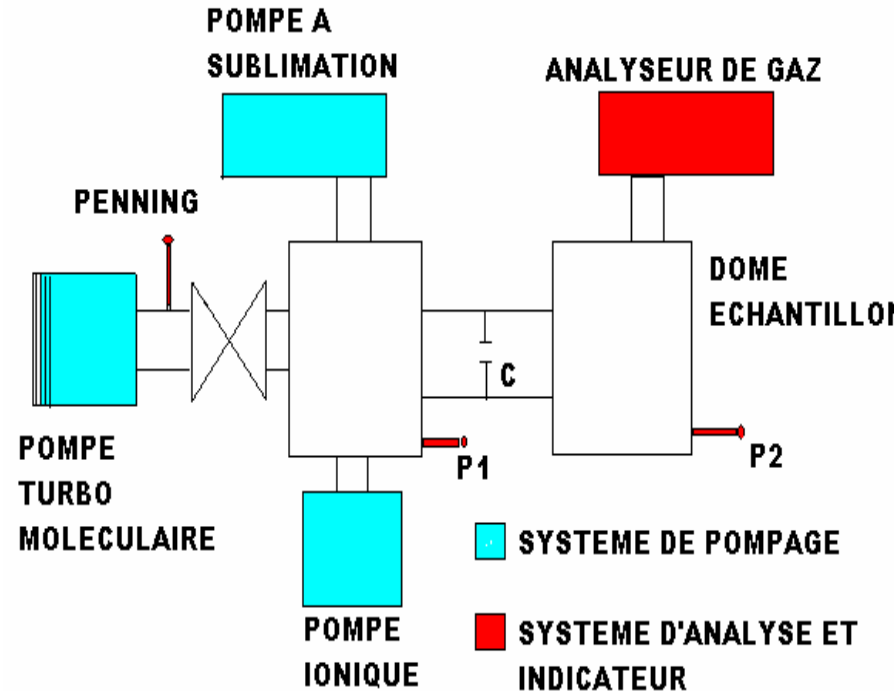 POMPE A
SUBLIMATION
ANALYSEUR DE GAZ
PENNING
DOME
ECHANTILLON
C
P1
P2
POMPE
TURBO
MOLECULAIRE
SYSTEME DE POMPAGE
POMPE
IONIQUE
SYSTEME D'ANALYSE ET
INDICATEUR